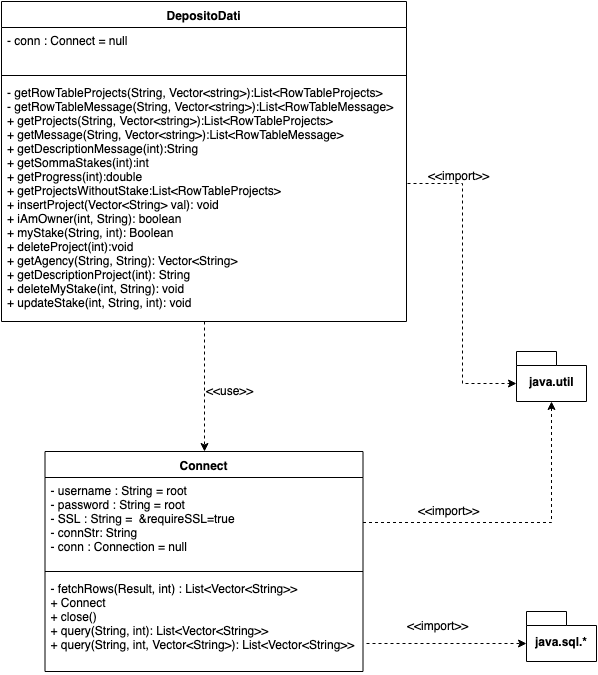 DepositoDati
- conn : Connect = null
- getRowTableProjects(String, Vector<string>):List<RowTableProjects>
- getRowTableMessage(String, Vector<string>):List<RowTableMessage>
+ getProjects(String, Vector<string>):List<RowTableProjects>
+ getMessage(String, Vector<string>):List<RowTableMessage>
+ getDescriptionMessage(int):String
+ getSommaStakes(int):int
+ getProgress(int):double
+ getProjectsWithoutStake:List<RowTableProjects>
+ insertProject(Vector<String> val): void
+ iAmOwner(int, String): boolean
+ myStake(String, int): Boolean
+ deleteProject(int):void
+ getAgency(String, String): Vector<String>
+ getDescriptionProject(int): String
+ deleteMyStake(int, String): void
+ updateStake(int, String, int): void
<<import>>
java.util
<<use>>
Connect
- username : String = root
- password : String = root
- SSL : String =  &requireSSL=true
- connStr: String
- conn : Connection = null
- fetchRows(Result, int) : List<Vector<String>>
+ Connect
+ close()
+ query(String, int): List<Vector<String>>
+ query(String, int, Vector<String>): List<Vector<String>>
<<import>>
<<import>>
java.sql.*